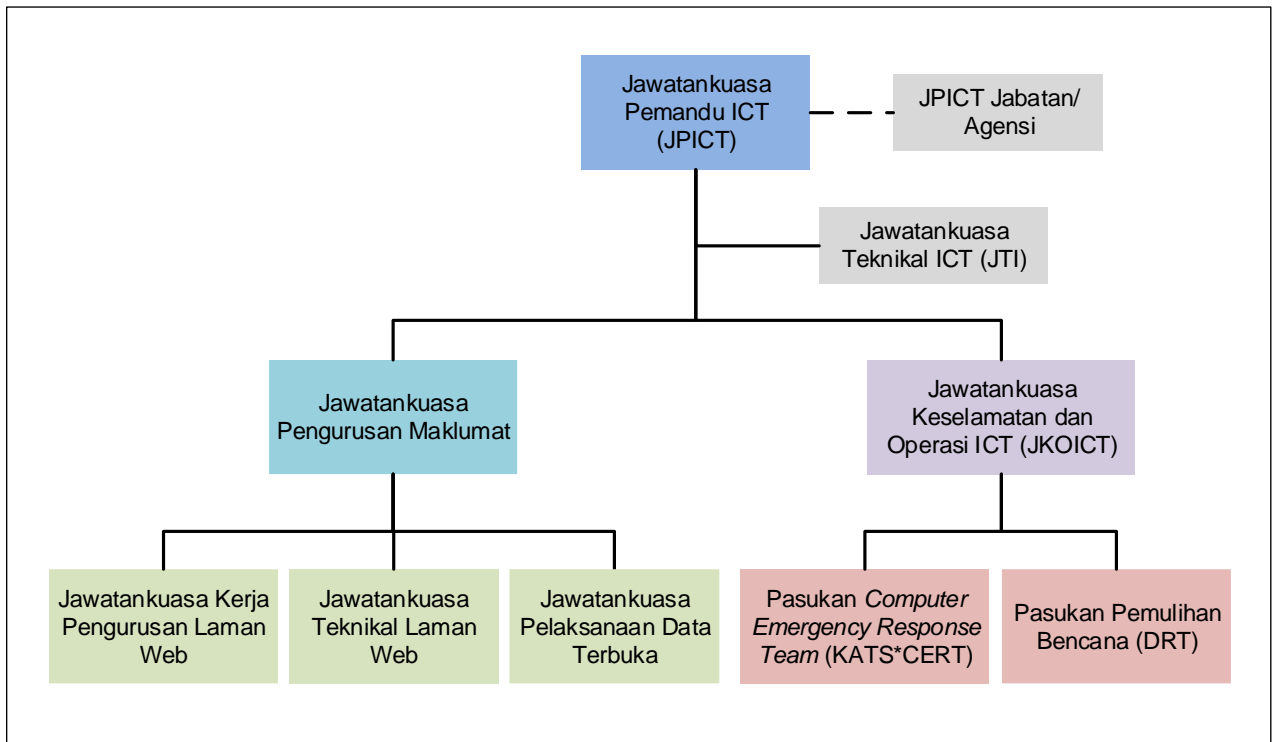 Jawatankuasa
Pemandu ICT
(JPICT)
JPICT Jabatan/
Agensi
Jawatankuasa
Teknikal ICT (JTI)
Jawatankuasa
Pengurusan Maklumat
Jawatankuasa
Keselamatan dan
Operasi ICT (JKOICT)
Jawatankuasa Kerja
Pengurusan Laman
Web
Jawatankuasa
Teknikal Laman
Web
Jawatankuasa
Pelaksanaan Data
Terbuka
Pasukan Computer
Emergency Response
Team (KATS*CERT)
Pasukan Pemulihan
Bencana (DRT)